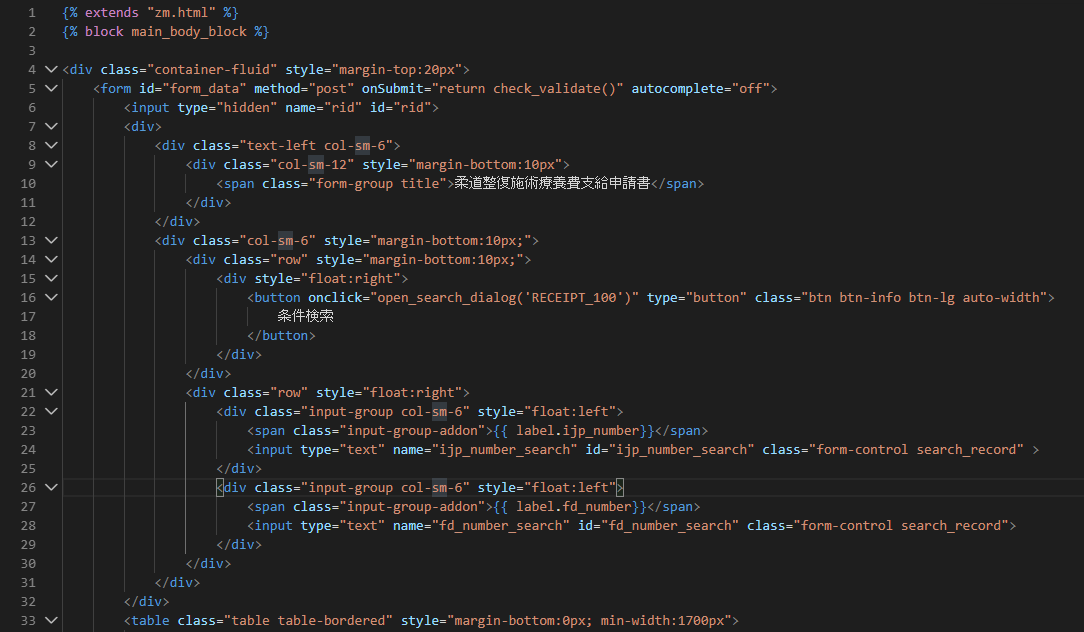 1 {% extends "zm.html" %}
2 {% block main_body_block %}
3
4 <div class="container-fluid" style="margin-top:20px">
5 <form id="form_data" method="post" onSubmit="return check_validate()" autocomplete="off">
6 <input type="hidden" name="rid" id="rid">
7 <div>
8 <div class="text-left col-sm-6">
9 <div class="col-sm-12" style="margin-bottom:10px">
10 <span class="form-group title">柔道整復施術療養費支給申請書</span>
11 </div>
12 </div>
13 <div class="col-sm-6" style="margin-bottom:10px;">
14 <div class="row" style="margin-bottom:10px;">
15 <div style="float:right">
16 <button onclick="open_search_dialog('RECEIPT_100')" type="button" class="btn btn-info btn-lg auto-width">
17 条件検索
18 </button>
19 </div>
20 </div>
21 <div class="row" style="float:right">
22 <div class="input-group col-sm-6" style="float:left">
23 <span class="input-group-addon">{{ label.ijp_number}}</span>
24 <input type="text" name="ijp_number_search" id="ijp_number_search" class="form-control search_record" >
25 </div>
26 <div class="input-group col-sm-6" style="float:left">
27 <span class="input-group-addon">{{ label.fd_number}}</span>
28 <input type="text" name="fd_number_search" id="fd_number_search" class="form-control search_record">
29 </div>
30 </div>
31 </div>
32 </div>
33 <table class="table table-bordered" style="margin-bottom:0px; min-width:1700px">